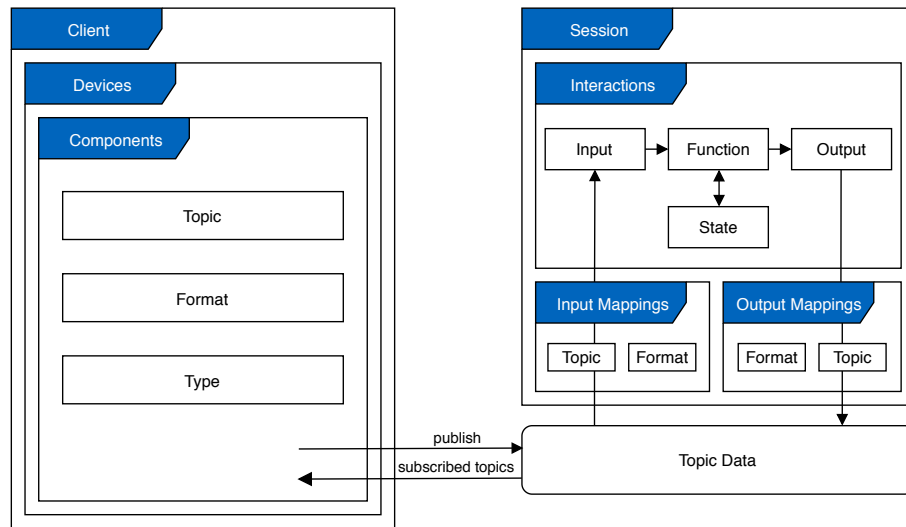 Client
Devices
Components
Topic
Format
Type
Session
Interactions
Input
Function
Output
State
Input Mappings
Output Mappings
Topic
Format
Format
Topic
publish
subscribed topics
Topic Data